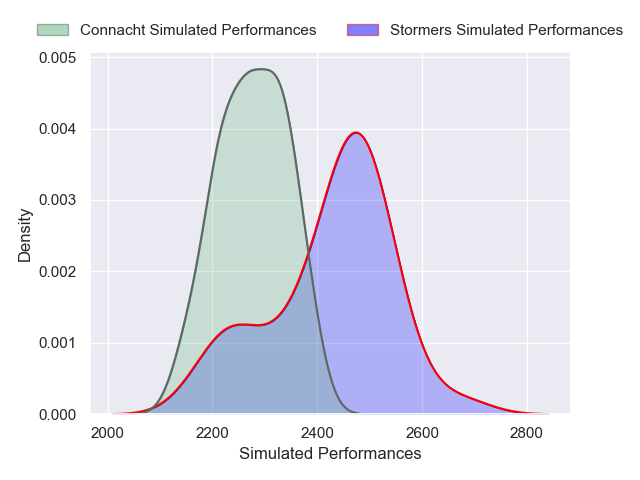 Connacht Simulated Performances
Stormers Simulated Performances
0.005
0.004
0.003
0.002
0.001
0.000
Density
2000
2200
2400
2600
2800
Simulated Performances